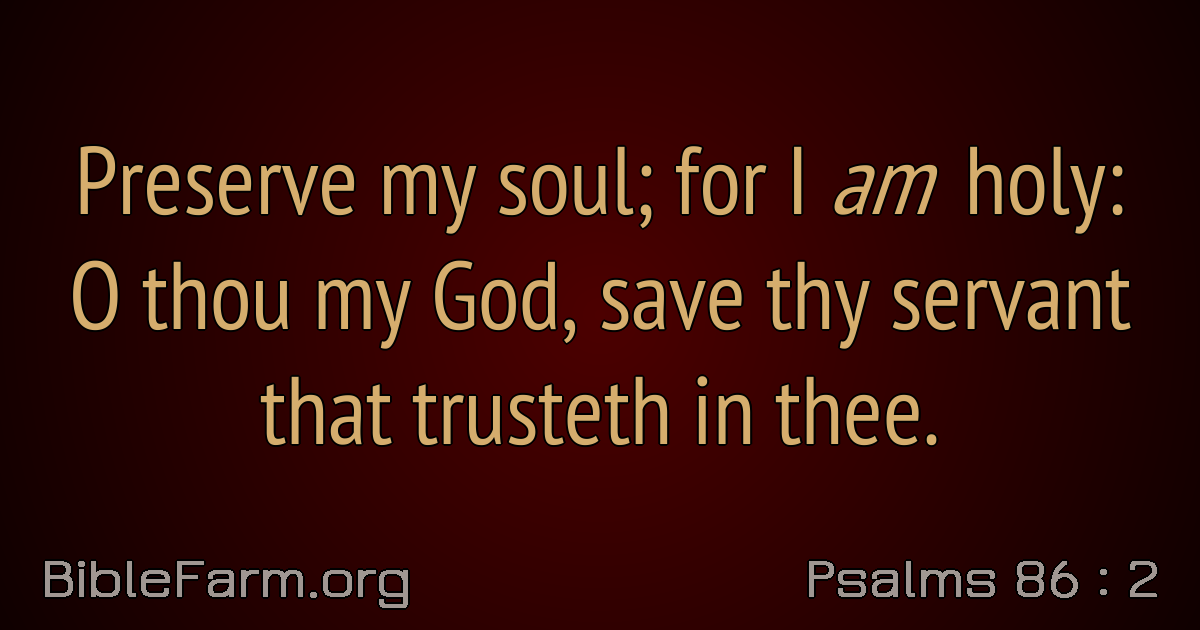 Preserve my soul; for I am holy:
O thou my God, save thy servant
that trusteth in thee.
BibleFarm.org
Psalms 86 : 2